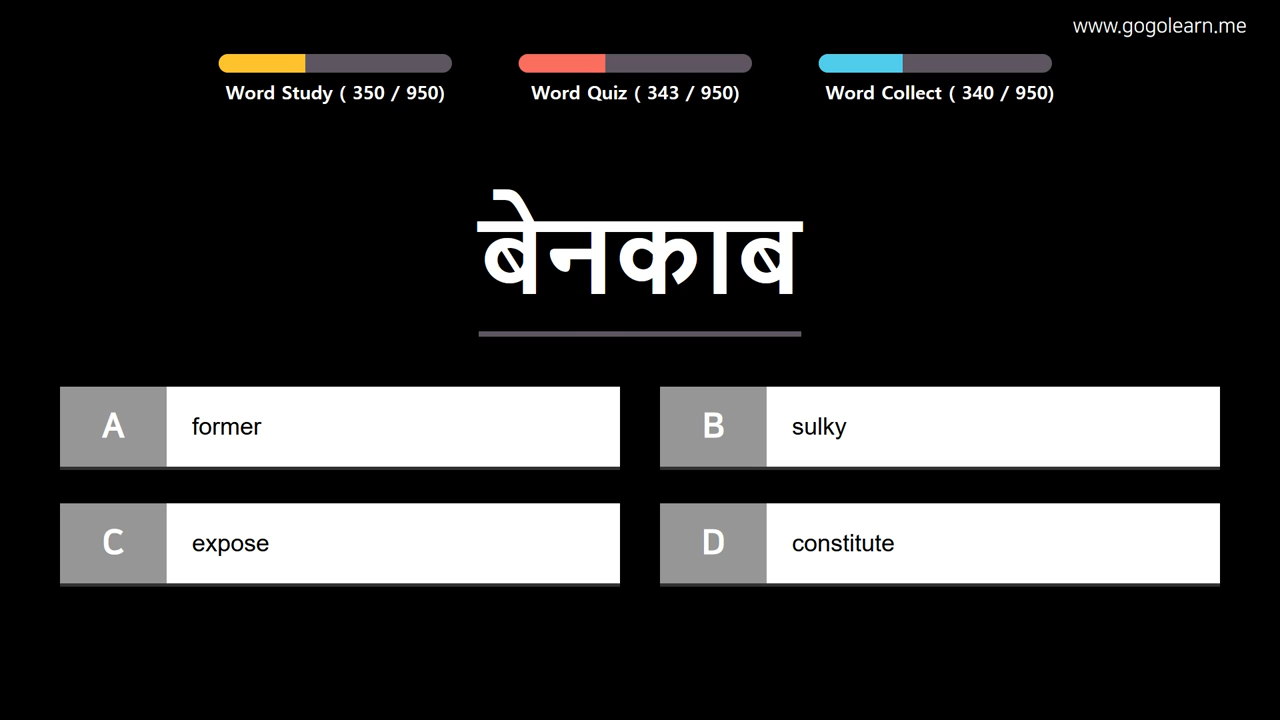 www.gogolearn.me
Word Study ( 350 / 950)
Word Quiz ( 343 / 950)
Word Collect ( 340 / 950)
बेनकाब
A
former
B
sulky
C
expose
D
constitute